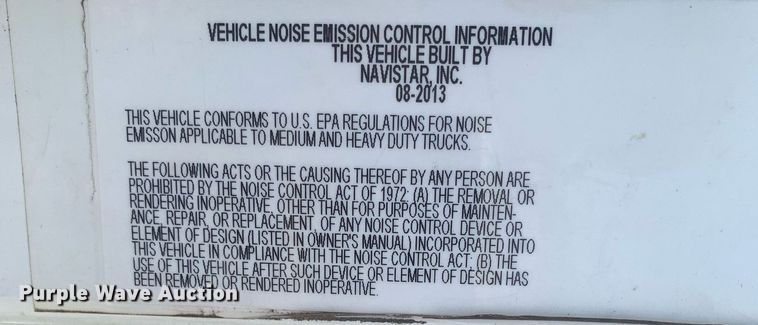 VEHICLE NOISE EMISSION CONTROL INFORMATION
THIS VEHICLE BUILT BY
NAVISTAR, INC.
08-2013
THIS VEHICLE CONFORMS TO U.S. EPA REGULATIONS FOR NOISE
EMISSON APPLICABLE TO MEDIUM AND HEAVY DUTY TRUCKS.
THE FOLLOWING ACTS OR THE CAUSING THEREOF BY ANY PERSON ARE
PROHIBITED BY THE NOISE CONTROL ACT OF 1972: (A) THE REMOVAL OR
RENDERING INOPERATIVE, OTHER THAN FOR PURPOSES OF MAINTEN-
ANCE, REPAIR, OR REPLACEMENT, OF ANY NOISE CONTROL DEVICE OR
ELEMENT OF DESIGN (LISTED IN OWNER'S MANUAL) INCORPORATED INTO
THIS VEHICLE IN COMPLIANCE WITH THE NOISE CONTROL ACT; (B) THE
USE OF THIS VEHICLE AFTER SUCH DEVICE OR ELEMENT OF DESIGN HAS
BEEN REMOVED OR RENDERED INOPERATIVE.
Purple Wave Auction